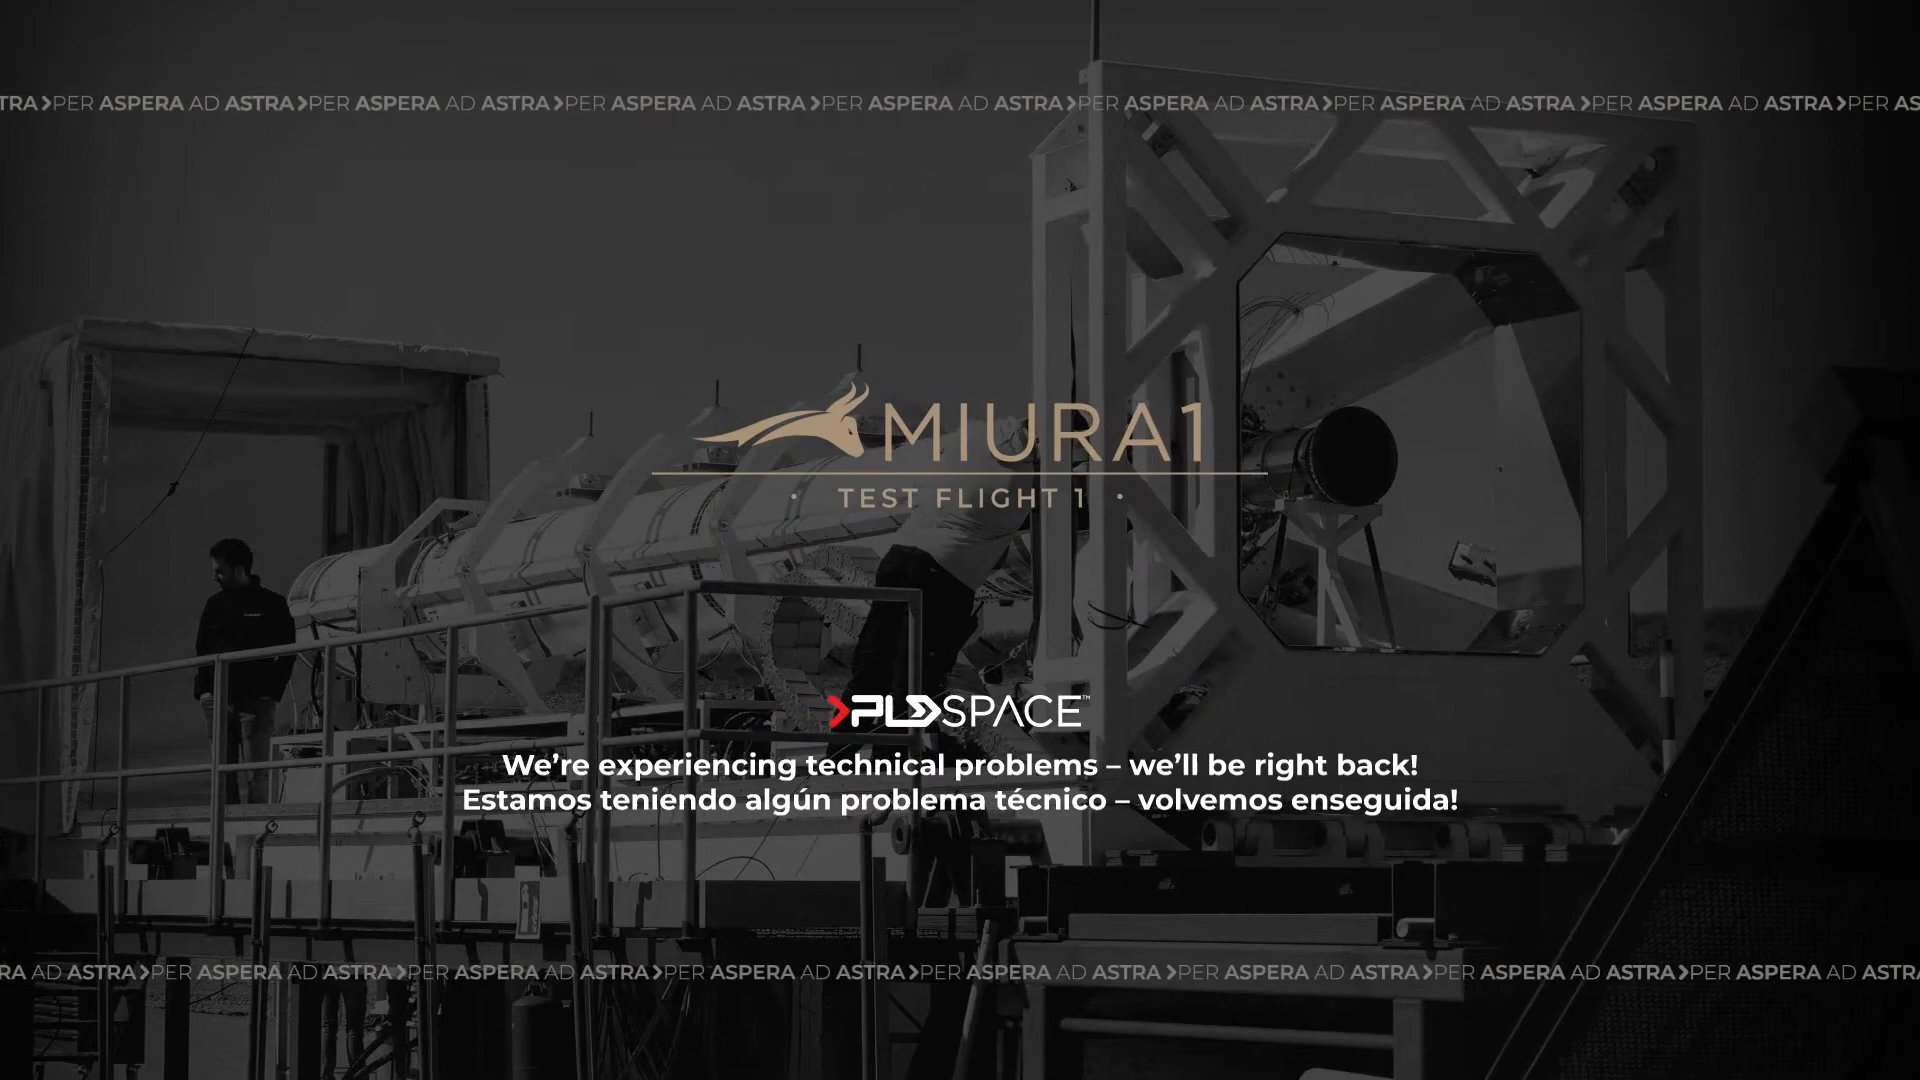 TRA PER ASPERA AD ASTRA PER ASPERA AD ASTRA PER ASPERA AD ASTRA PER ASPERA AD ASTRA PER ASPERA AD ASTRA PER ASPERA AD ASTRA PER ASPERA AD ASTRA PER AS
MIURA1
• TEST FLIGHT 1 •
PLD SPACE™
We’re experiencing technical problems – we’ll be right back!
Estamos teniendo algún problema técnico – volvemos enseguida!
RA AD ASTRA PER ASPERA AD ASTRA PER ASPERA AD ASTRA PER ASPERA AD ASTRA PER ASPERA AD ASTRA PER ASPERA AD ASTRA PER ASPERA AD ASTRA PER ASPERA AD ASTR